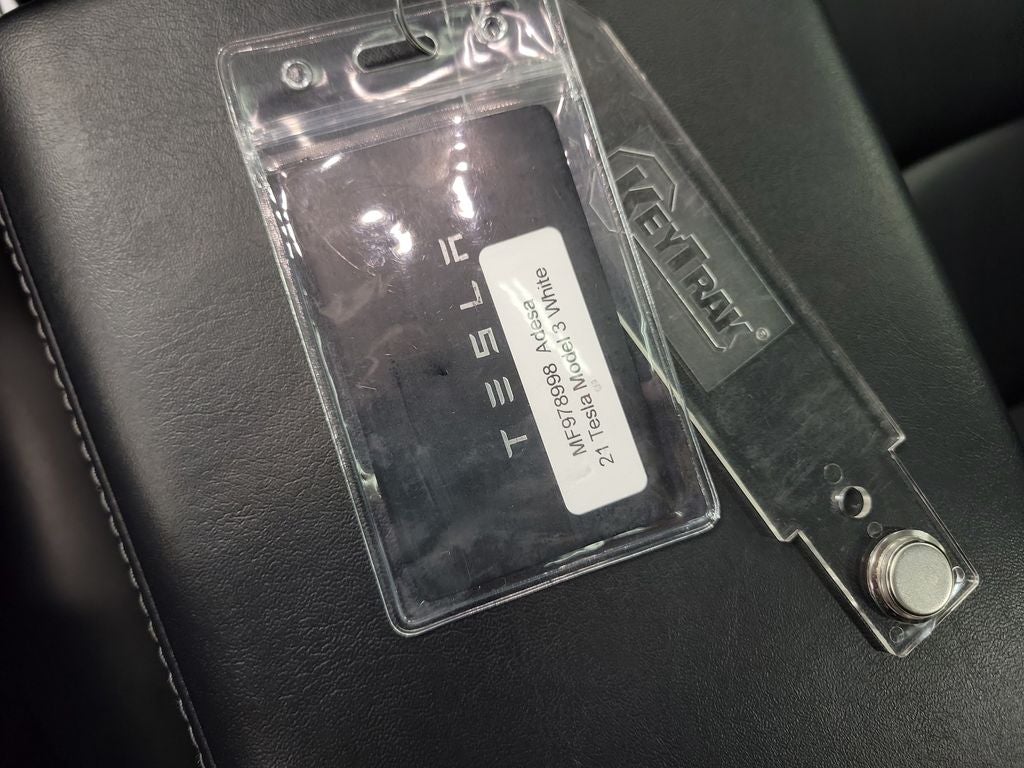 TESLA
MF978998 Adesa
21 Tesla Model 3 White
KEYTRAK®